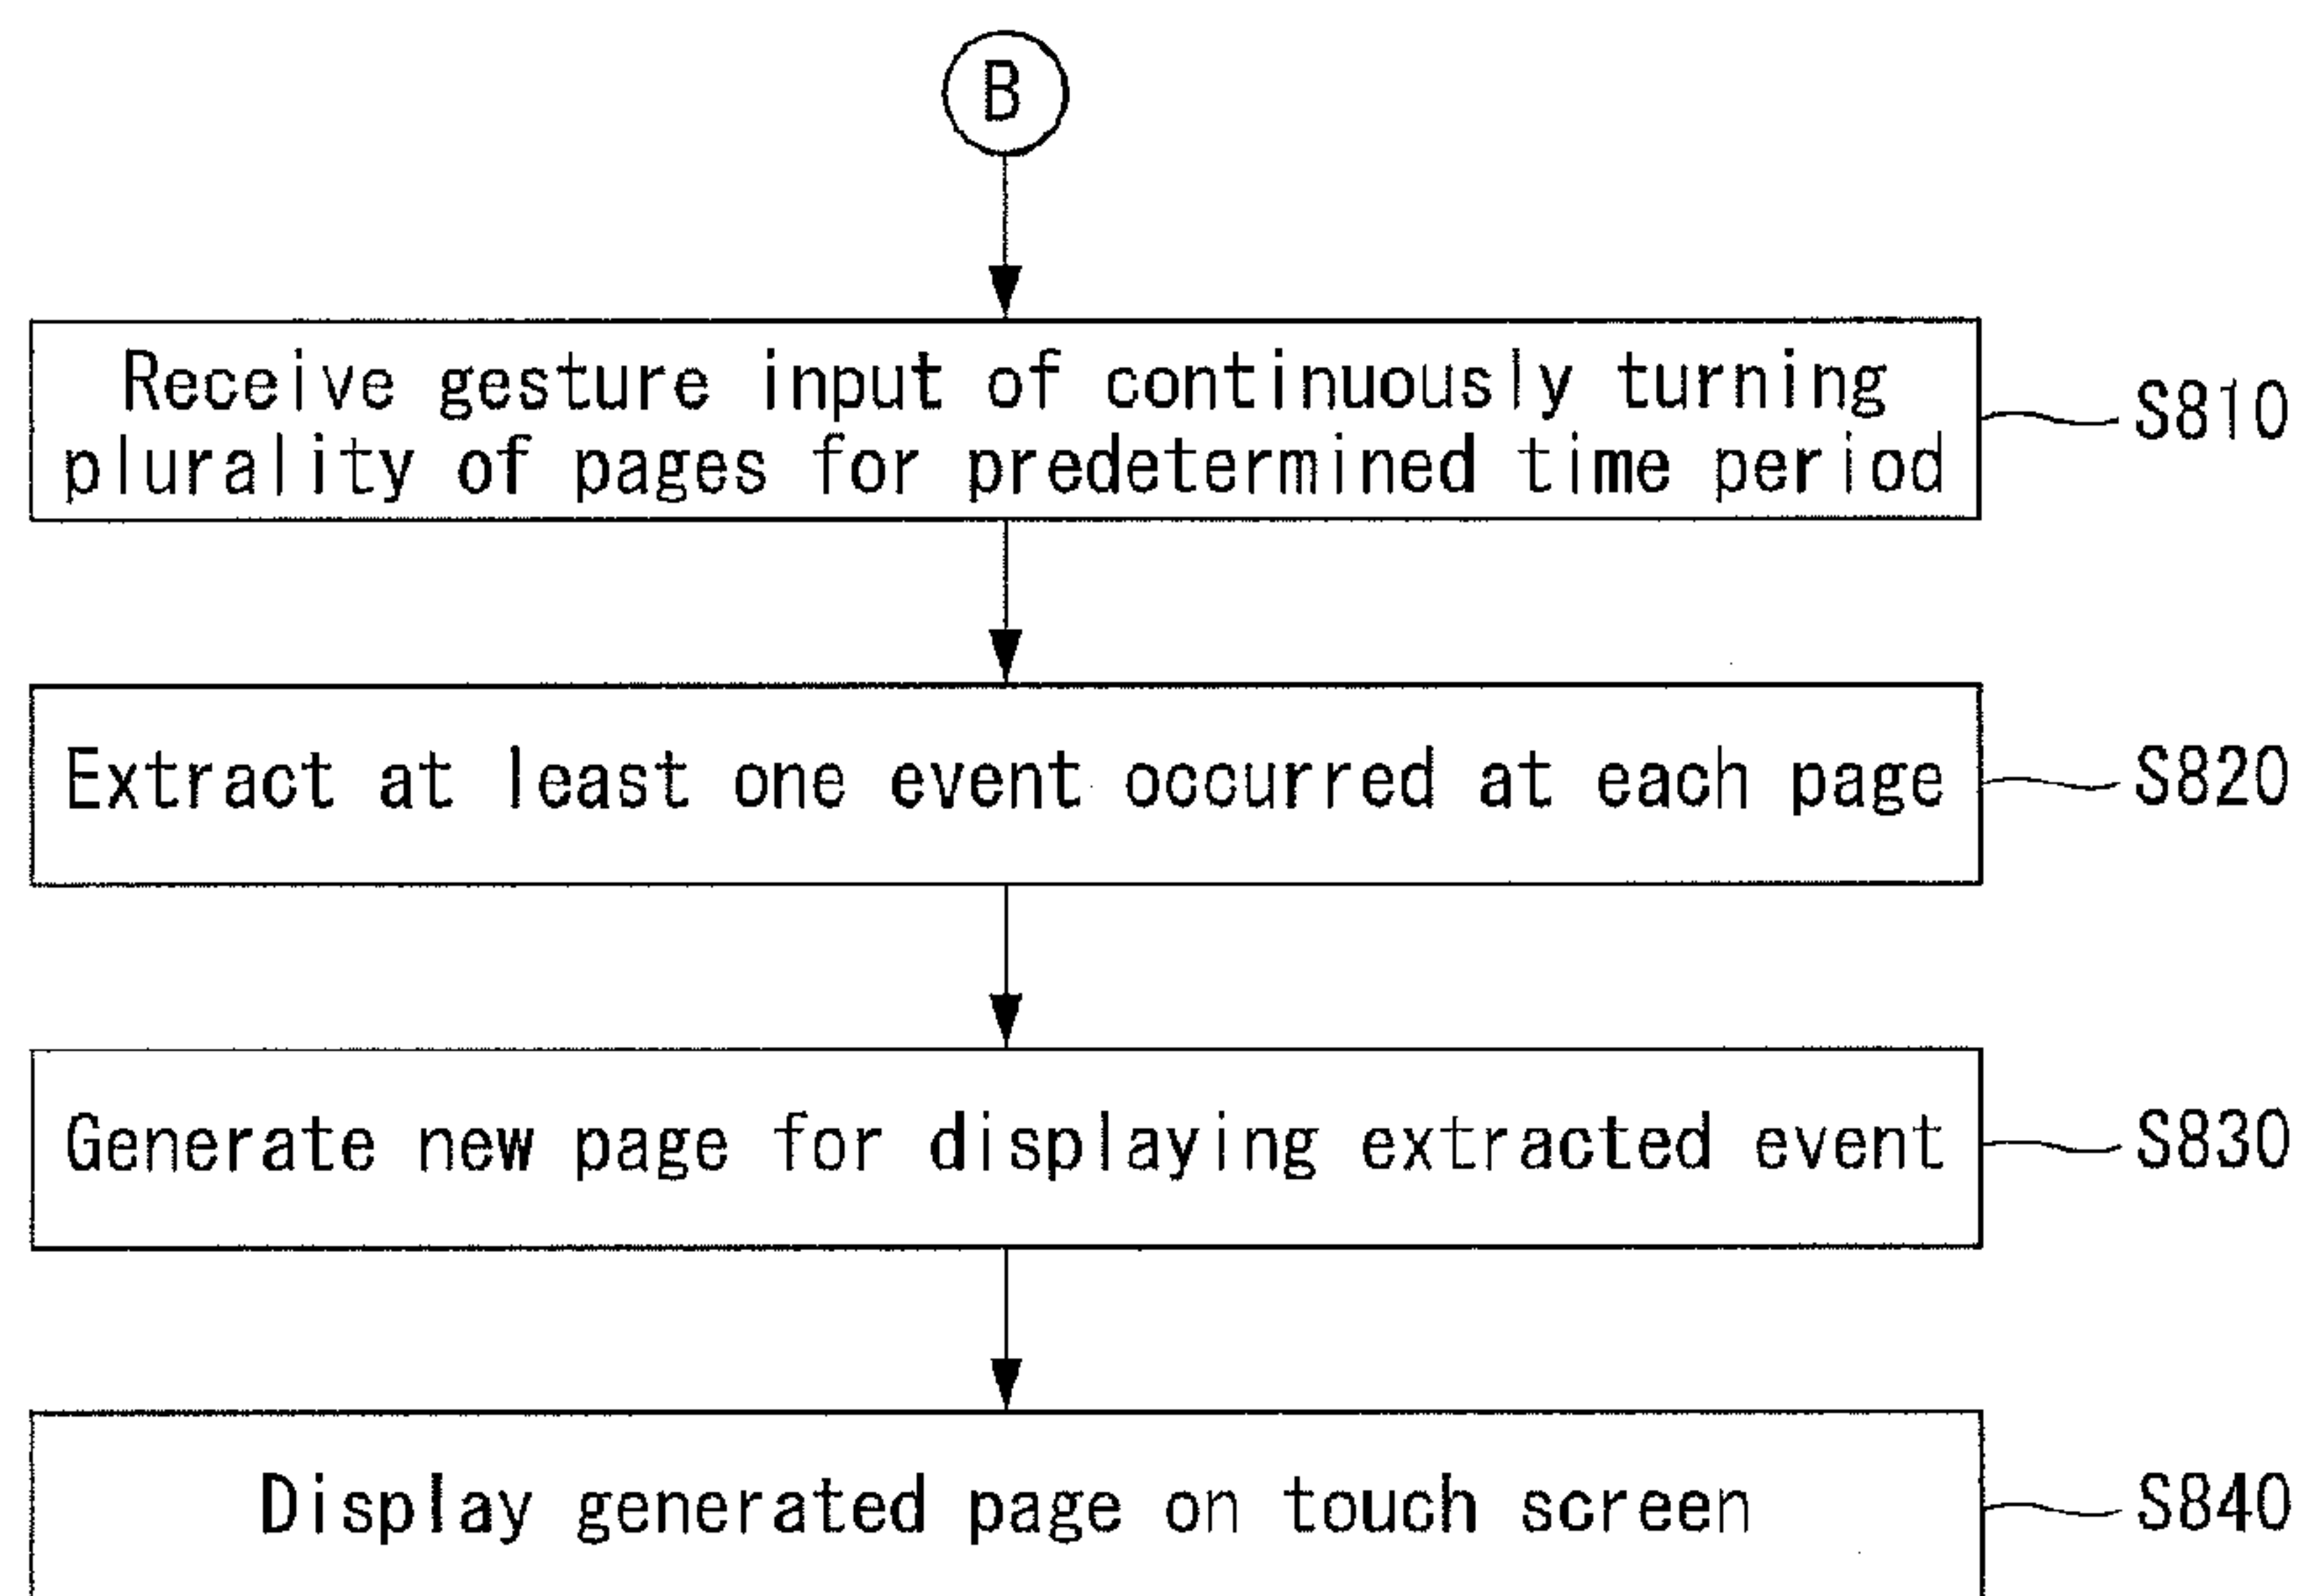 B
Receive gesture input of continuously turning
plurality of pages for predetermined time period
S810
Extract at least one event occurred at each page
S820
Generate new page for displaying extracted event
S830
Display generated page on touch screen
S840